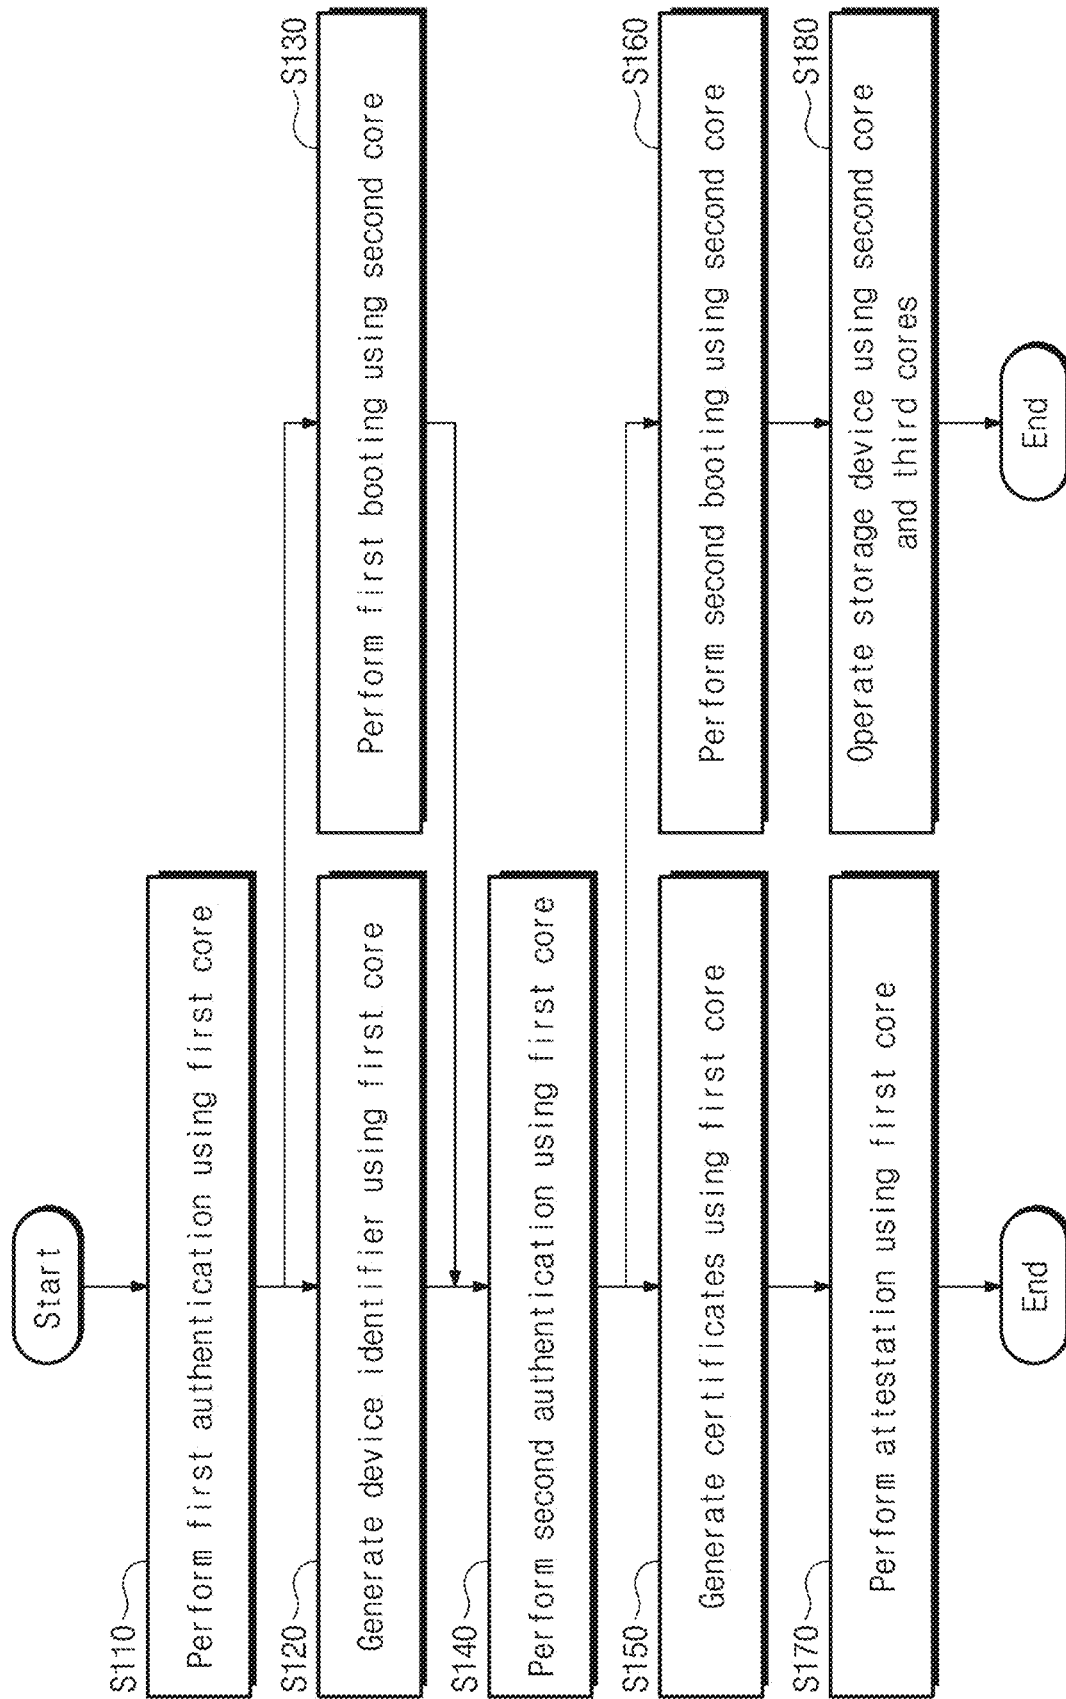 Start
S110
Perform first authentication using first core
S120
Generate device identifier using first core
S130
Perform first booting using second core
S140
Perform second authentication using first core
S150
Generate certificates using first core
S160
Perform second booting using second core
S170
Perform attestation using first core
S180
Operate storage device using second core
and third cores
End
End